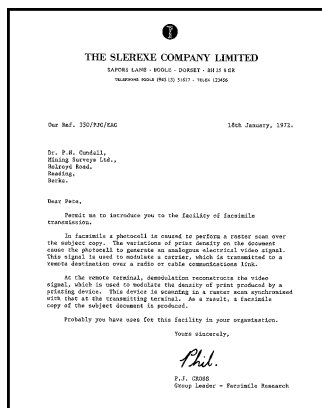 THE SLEREXE COMPANY LIMITED
SAPORS LANE - BOOLE - DORSET - BH 25 8 ER
TELEPHONE BOOLE (945 13) 51617 - TELEX 123456
Our Ref. 350/PJC/EAC
18th January, 1972.
Dr. P.N. Cundall,
Mining Surveys Ltd.,
Holroyd Road,
Reading,
Berks.
Dear Pete,
Permit me to introduce you to the facility of facsimile
transmission.
In facsimile a photocell is caused to perform a raster scan over
the subject copy. The variations of print density on the document
cause the photocell to generate an analogous electrical video signal.
This signal is used to modulate a carrier, which is transmitted to a
remote destination over a radio or cable communications link.
At the remote terminal, demodulation reconstructs the video
signal, which is used to modulate the density of print produced by a
printing device. This device is scanning in a raster scan synchronised
with that at the transmitting terminal. As a result, a facsimile
copy of the subject document is produced.
Probably you have uses for this facility in your organisation.
Yours sincerely,
Phil.
P.J. CROSS
Group Leader - Facsimile Research